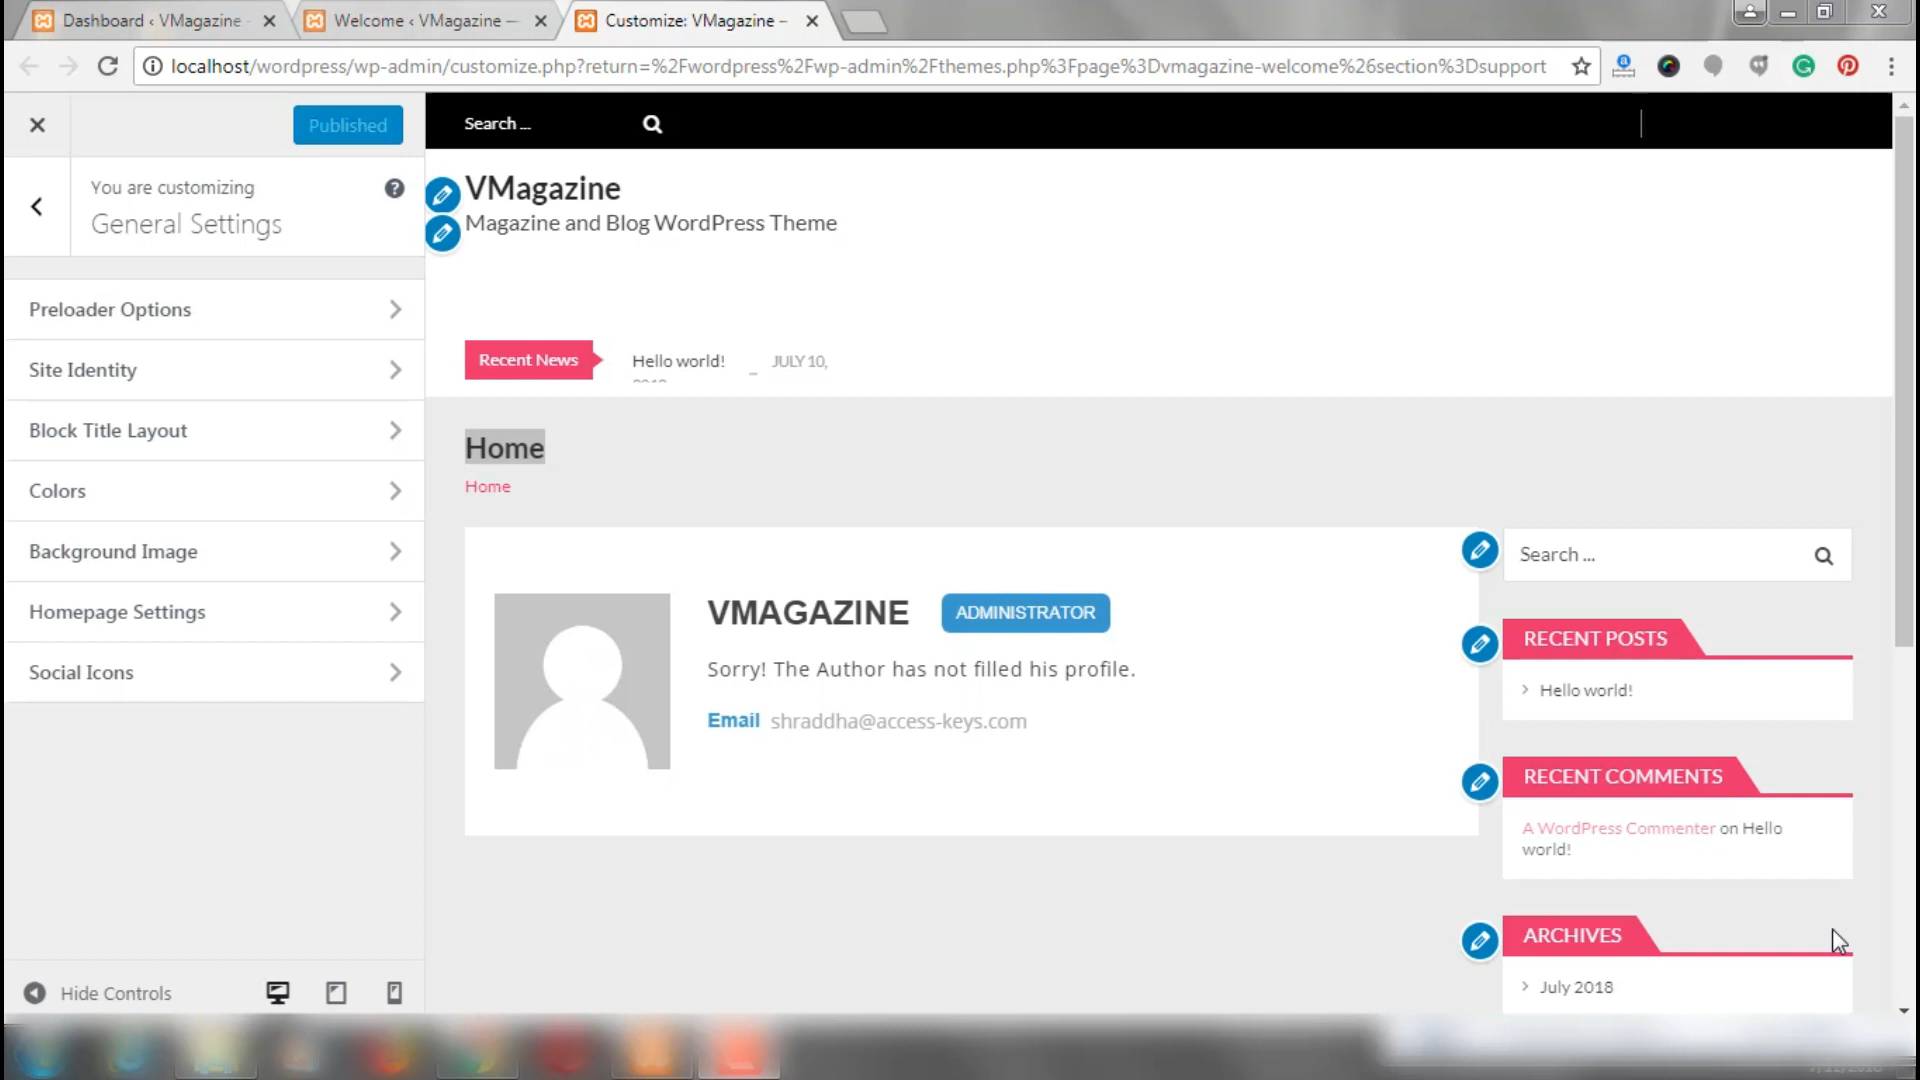 Dashboard ‹ VMagazine
Welcome ‹ VMagazine —
Customize: VMagazine –
localhost/wordpress/wp-admin/customize.php?return=%2Fwordpress%2Fwp-admin%2Fthemes.php%3Fpage%3Dvmagazine-welcome%26section%3Dsupport
Published
You are customizing
General Settings
Preloader Options
Site Identity
Block Title Layout
Colors
Background Image
Homepage Settings
Social Icons
Hide Controls
Search ...
VMagazine
Magazine and Blog WordPress Theme
Recent News
Hello world!
_ JULY 10,
Home
Home
VMAGAZINE
ADMINISTRATOR
Sorry! The Author has not filled his profile.
Email shraddha@access-keys.com
Search ...
RECENT POSTS
Hello world!
RECENT COMMENTS
A WordPress Commenter on Hello
world!
ARCHIVES
July 2018